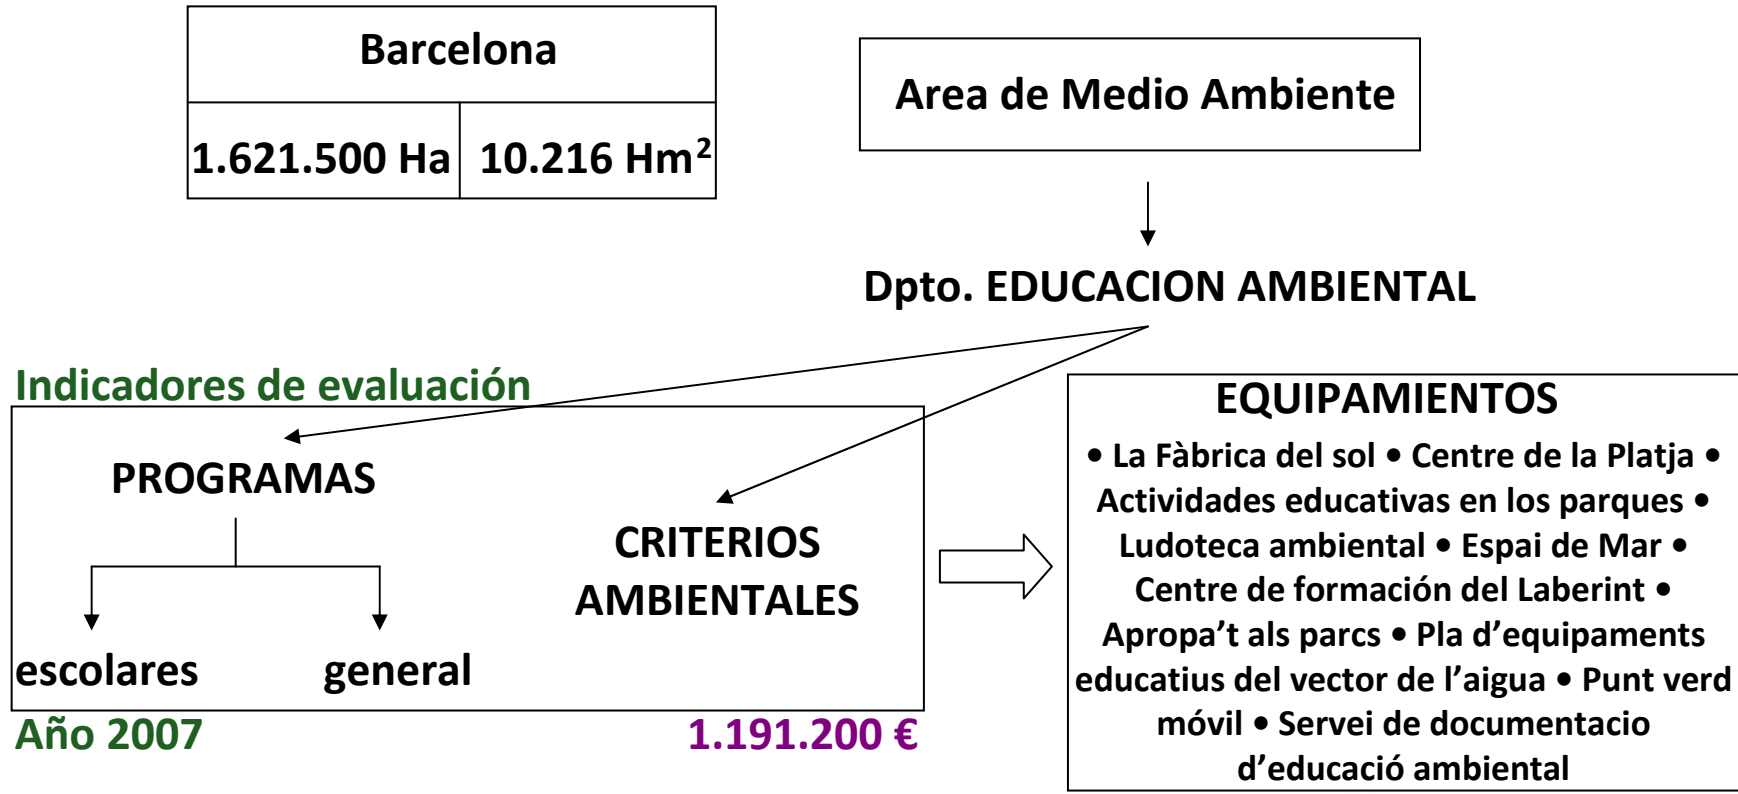 Barcelona
1.621.500 Ha
10.216 Hm²
Area de Medio Ambiente
Dpto. EDUCACION AMBIENTAL
Indicadores de evaluación
PROGRAMAS
escolares
general
CRITERIOS
AMBIENTALES
Año 2007
1.191.200 €
EQUIPAMIENTOS
• La Fàbrica del sol • Centre de la Platja •
Actividades educativas en los parques •
Ludoteca ambiental • Espai de Mar •
Centre de formación del Laberint •
Apropa’t als parcs • Pla d’equipaments
educatius del vector de l’aigua • Punt verd
móvil • Servei de documentacio
d’educació ambiental